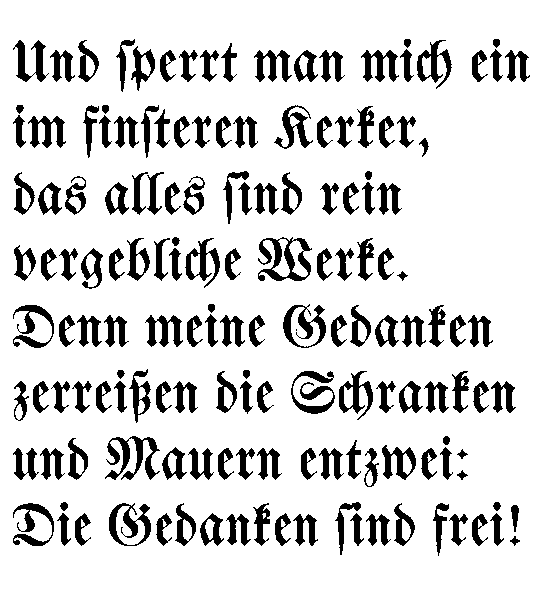 Und ſperrt man mich ein
im finſteren Kerker,
das alles ſind rein
vergebliche Werke.
Denn meine Gedanken
zerreißen die Schranken
und Mauern entzwei:
Die Gedanken ſind frei!